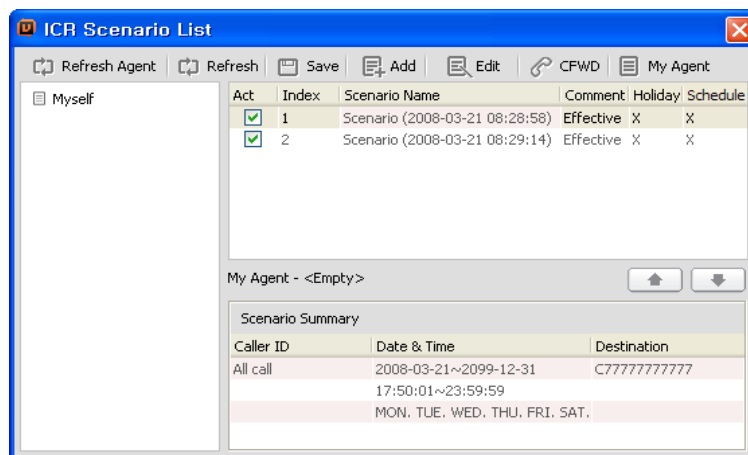 ICR Scenario List
Refresh Agent Refresh Save Add Edit CFWD My Agent
Myself
Act Index Scenario Name Comment Holiday Schedule
1 Scenario (2008-03-21 08:28:58) Effective X X
2 Scenario (2008-03-21 08:29:14) Effective X X
My Agent - <Empty>
Scenario Summary
Caller ID Date & Time Destination
All call 2008-03-21~2099-12-31 C77777777777
17:50:01~23:59:59
MON. TUE. WED. THU. FRI. SAT.